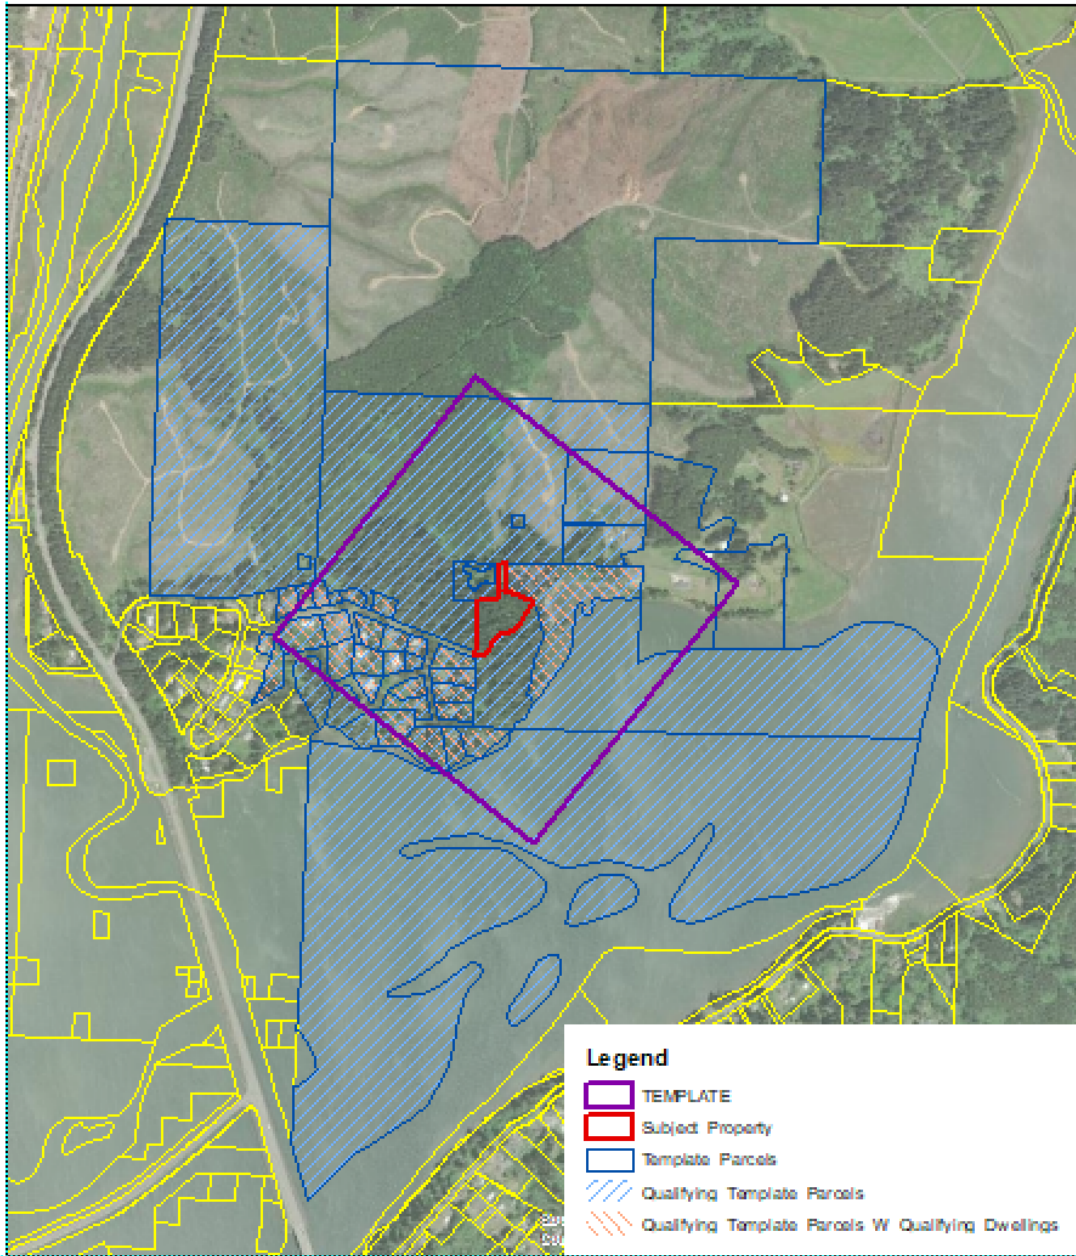 Legend
TEMPLATE
Subject Property
Template Parcels
Qualifying Template Parcels
Qualifying Template Parcels W Qualifying Dwellings